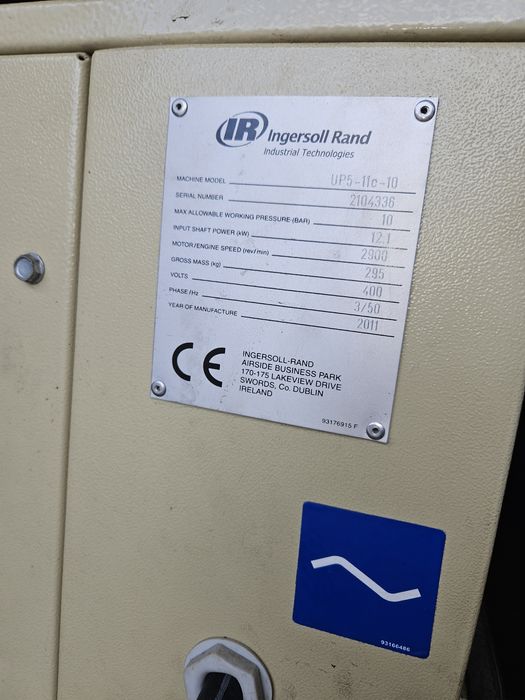 IR Ingersoll Rand
Industrial Technologies
MACHINE MODEL UP5-11c-10
SERIAL NUMBER 2104336
MAX ALLOWABLE WORKING PRESSURE (BAR) 10
INPUT SHAFT POWER (kW) 12.1
MOTOR/ENGINE SPEED (rev/min) 2900
GROSS MASS (kg) 295
VOLTS 400
PHASE/Hz 3/50
YEAR OF MANUFACTURE 2011
CE
INGERSOLL-RAND
AIRSIDE BUSINESS PARK
170-175 LAKEVIEW DRIVE
SWORDS, Co. DUBLIN
IRELAND
93176915 F
93166486